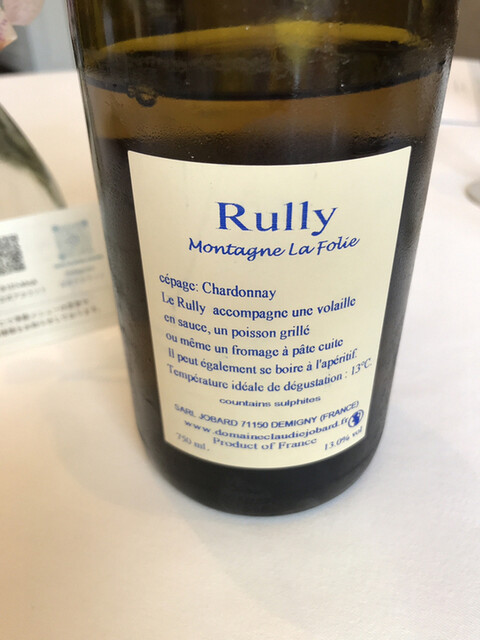 Rully
Montagne La Folie
cépage: Chardonnay
Le Rully accompagne une volaille
en sauce, un poisson grillé
ou même un fromage à pâte cuite
Il peut également se boire à l'apéritif.
Température idéale de dégustation : 13°C.
countains sulphites
SARL JOBARD 71150 DEMIGNY (FRANCE)
www.domaineclaudiejobard.fr
Product of France
750 ml. 13.0% vol